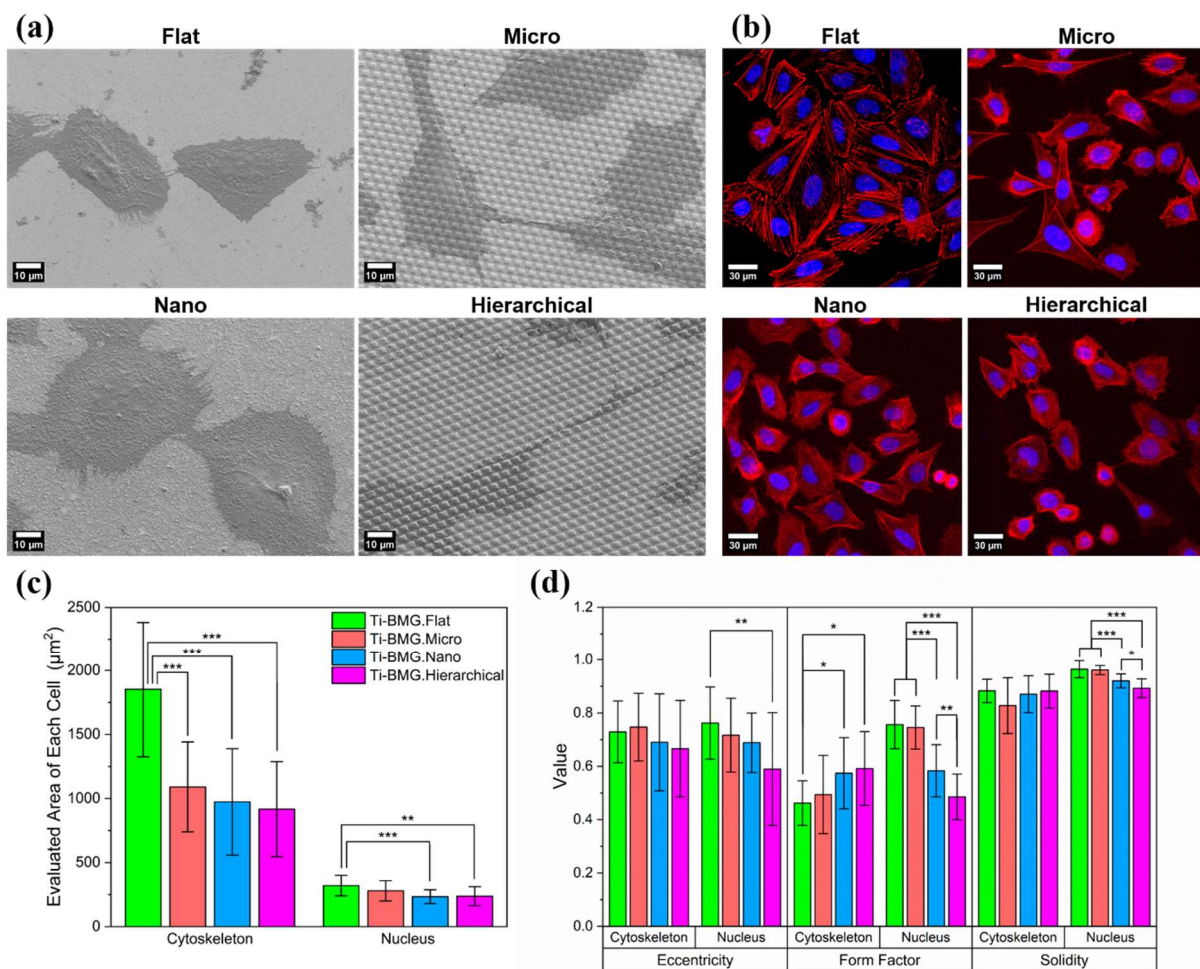 (a)
Flat
Micro
10 µm
10 µm
Nano
Hierarchical
10 µm
10 µm
(b)
Flat
Micro
30 µm
30 µm
Nano
Hierarchical
30 µm
30 µm
(c)
Evaluated Area of Each Cell (µm²)
2500
2000
1500
1000
500
0
Ti-BMG.Flat
Ti-BMG.Micro
Ti-BMG.Nano
Ti-BMG.Hierarchical
***
***
***
**
***
Cytoskeleton
Nucleus
(d)
Value
1.2
1.0
0.8
0.6
0.4
0.2
0.0
**
*
*
***
***
**
***
***
*
Cytoskeleton Nucleus Cytoskeleton Nucleus Cytoskeleton Nucleus
Eccentricity Form Factor Solidity